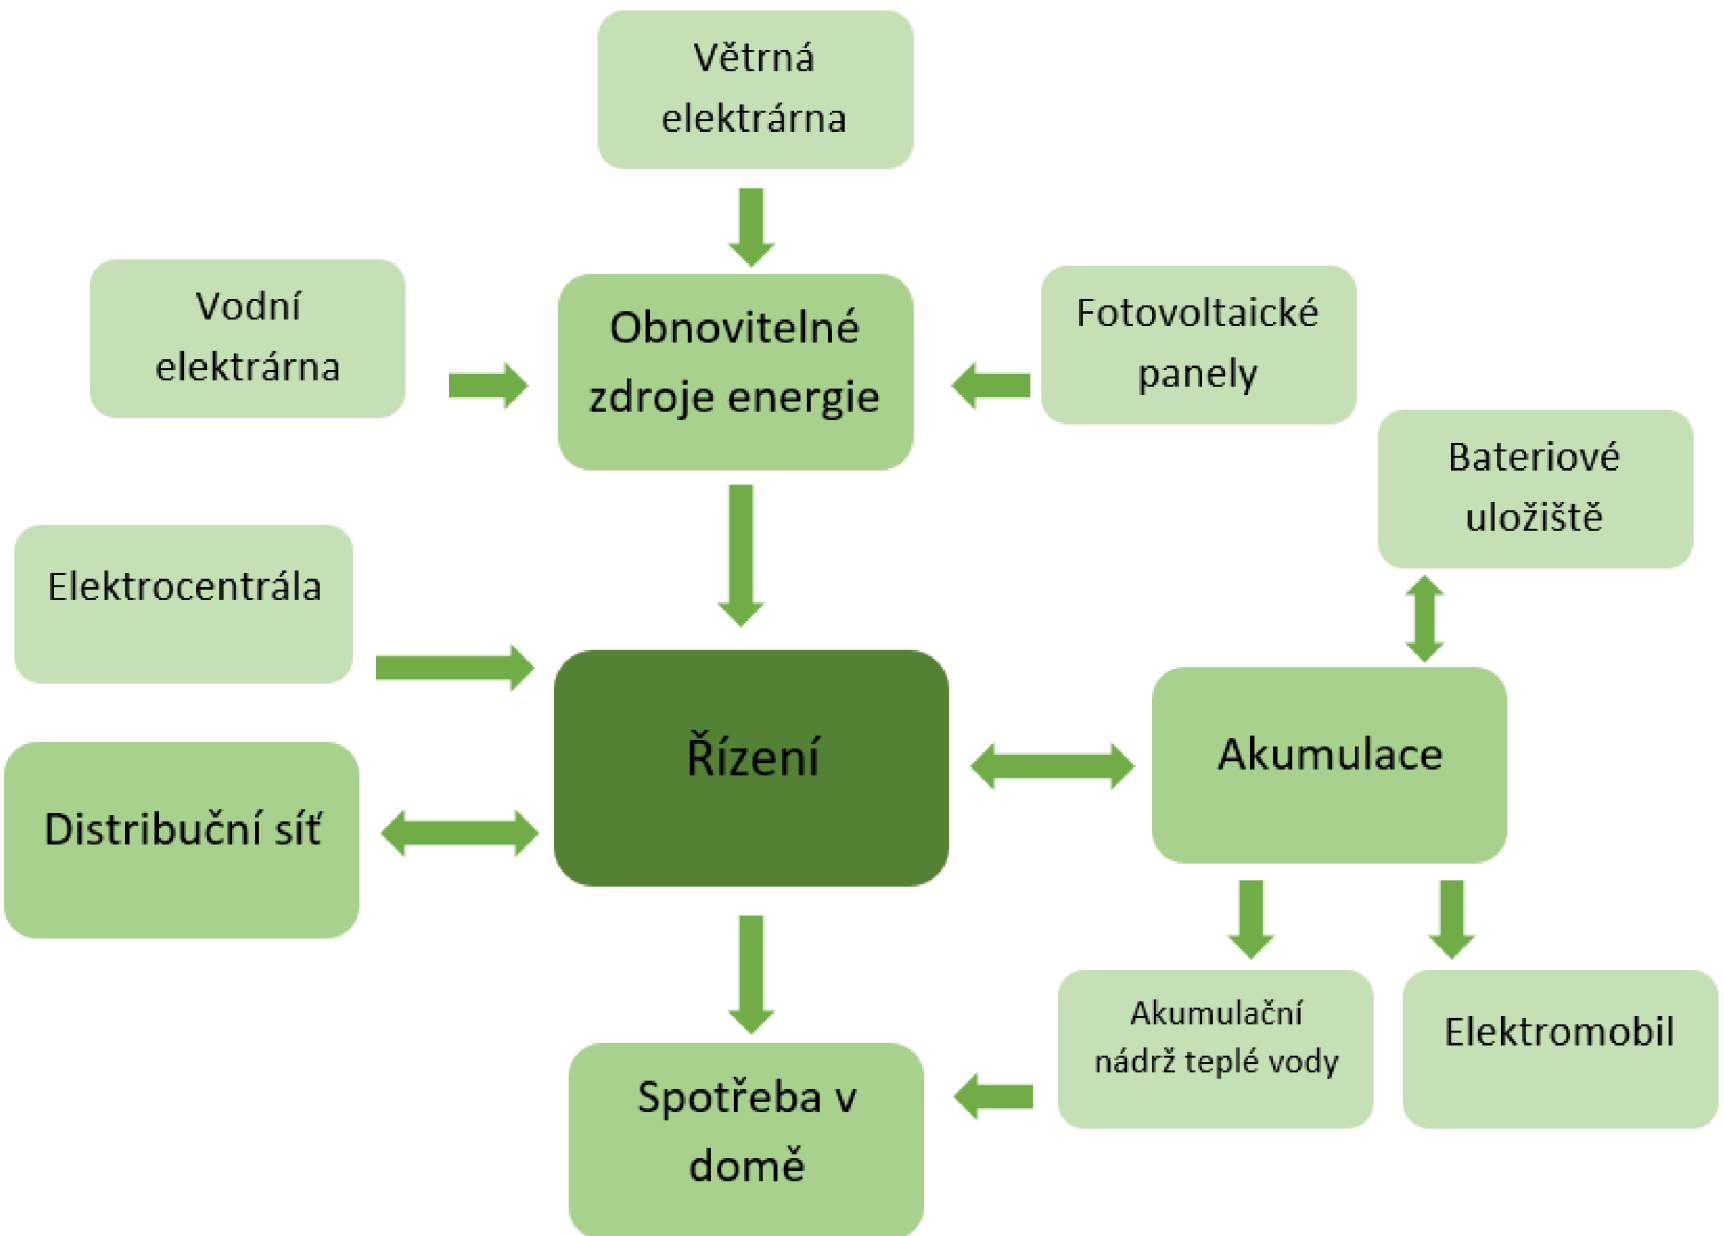 Větrná
elektrárna
Vodní
elektrárna
Obnovitelné
zdroje energie
Fotovoltaické
panely
Bateriové
uložiště
Elektrocentrála
Řízení
Akumulace
Distribuční síť
Akumulační
nádrž teplé vody
Elektromobil
Spotřeba v
domě